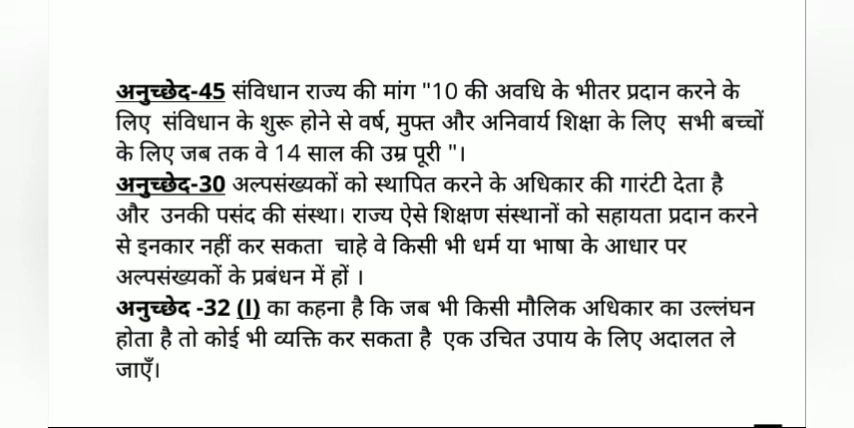 अनुच्छेद-45 संविधान राज्य की मांग "10 की अवधि के भीतर प्रदान करने के
लिए संविधान के शुरू होने से वर्ष, मुफ्त और अनिवार्य शिक्षा के लिए सभी बच्चों
के लिए जब तक वे 14 साल की उम्र पूरी "।
अनुच्छेद-30 अल्पसंख्यकों को स्थापित करने के अधिकार की गारंटी देता है
और उनकी पसंद की संस्था। राज्य ऐसे शिक्षण संस्थानों को सहायता प्रदान करने
से इनकार नहीं कर सकता चाहे वे किसी भी धर्म या भाषा के आधार पर
अल्पसंख्यकों के प्रबंधन में हों ।
अनुच्छेद -32 (I) का कहना है कि जब भी किसी मौलिक अधिकार का उल्लंघन
होता है तो कोई भी व्यक्ति कर सकता है एक उचित उपाय के लिए अदालत ले
जाएँ।